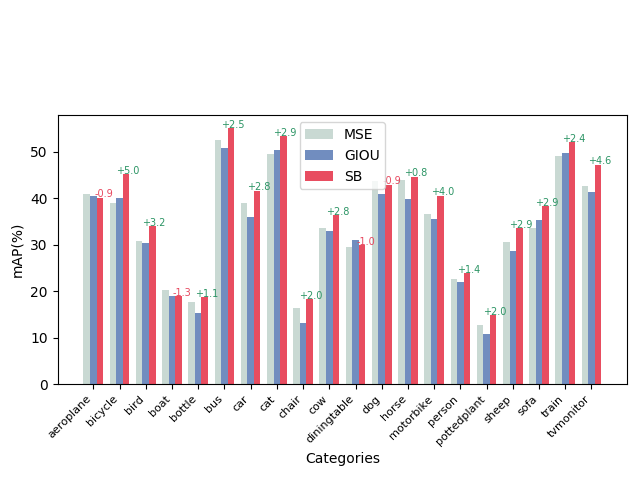 MSE
GIOU
SB
-0.9
+5.0
+3.2
-1.3
+1.1
+2.5
+2.8
+2.9
+2.0
+2.8
-1.0
-0.9
+0.8
+4.0
+1.4
+2.0
+2.9
+2.9
+2.4
+4.6
mAP(%)
50
40
30
20
10
0
aeroplane
bicycle
bird
boat
bottle
bus
car
cat
chair
cow
diningtable
dog
horse
motorbike
person
pottedplant
sheep
sofa
train
tvmonitor
Categories